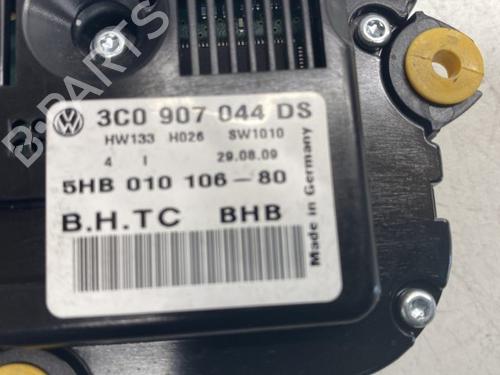 3C0 907 044 DS
HW133 H026 SW1010
4 I 29.08.09
5HB 010 106-80
B.H.TC BHB
Made in Germany
B-PARTS